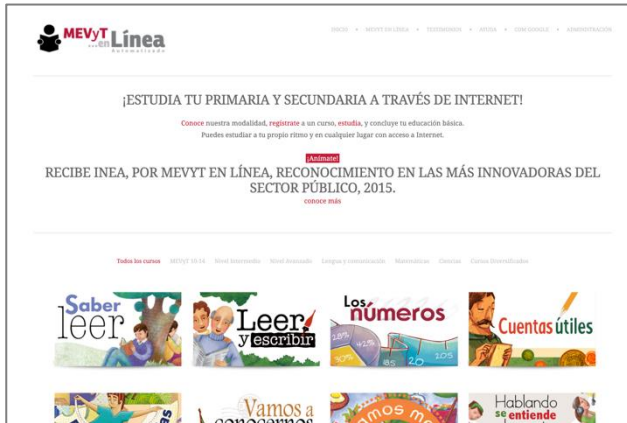 MEVyT
...en Línea
Automatizado
INICIO • MEVYT EN LÍNEA • TESTIMONIOS • AYUDA • CON GOOGLE • ADMINISTRACIÓN
¡ESTUDIA TU PRIMARIA Y SECUNDARIA A TRAVÉS DE INTERNET!
Conoce nuestra modalidad, regístrate a un curso, estudia, y concluye tu educación básica.
Puedes estudiar a tu propio ritmo y en cualquier lugar con acceso a Internet.
¡Anímate!
RECIBE INEA, POR MEVYT EN LÍNEA, RECONOCIMIENTO EN LAS MÁS INNOVADORAS DEL
SECTOR PÚBLICO, 2015.
conoce más
Todos los cursos MEVyT 10-14 Nivel Intermedio Nivel Avanzado Lengua y comunicación Matemáticas Ciencias Cursos Diversificados
Saber
leer
Leer
y escribir
Los
números
Cuentas útiles
Vamos a
conocernos
Hablando
se entiende